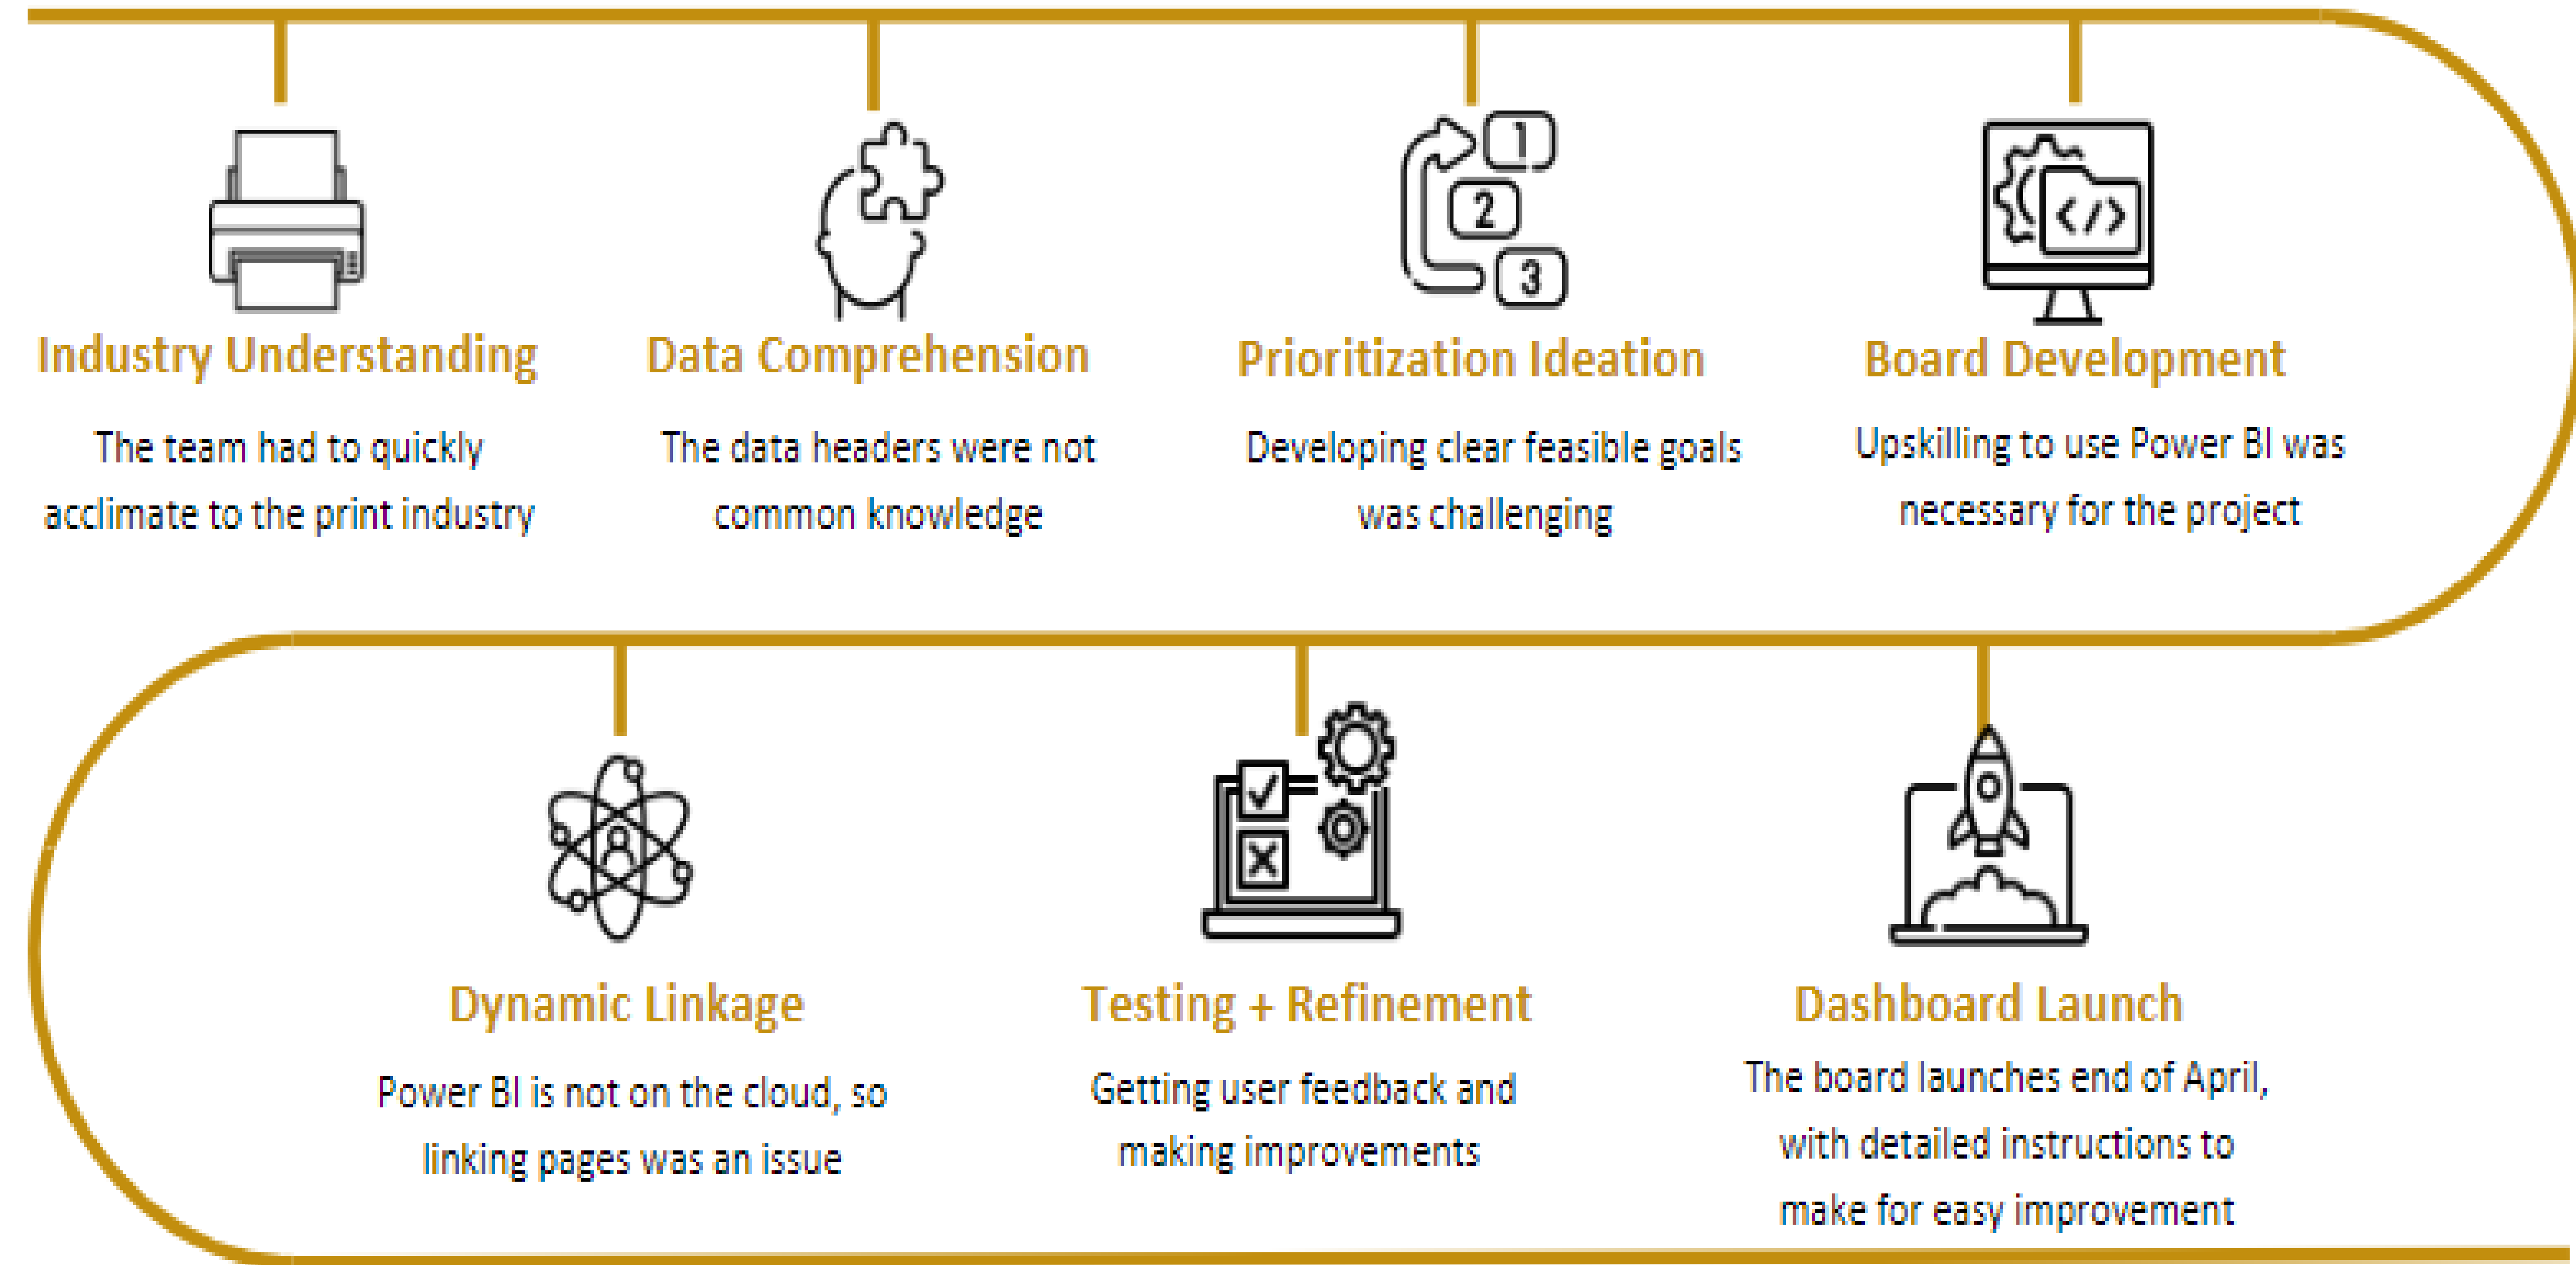 1
2
3
</>
Industry Understanding
The team had to quickly
acclimate to the print industry
Data Comprehension
The data headers were not
common knowledge
Prioritization Ideation
Developing clear feasible goals
was challenging
Board Development
Upskilling to use Power BI was
necessary for the project
Dynamic Linkage
Power BI is not on the cloud, so
linking pages was an issue
Testing + Refinement
Getting user feedback and
making improvements
Dashboard Launch
The board launches end of April,
with detailed instructions to
make for easy improvement